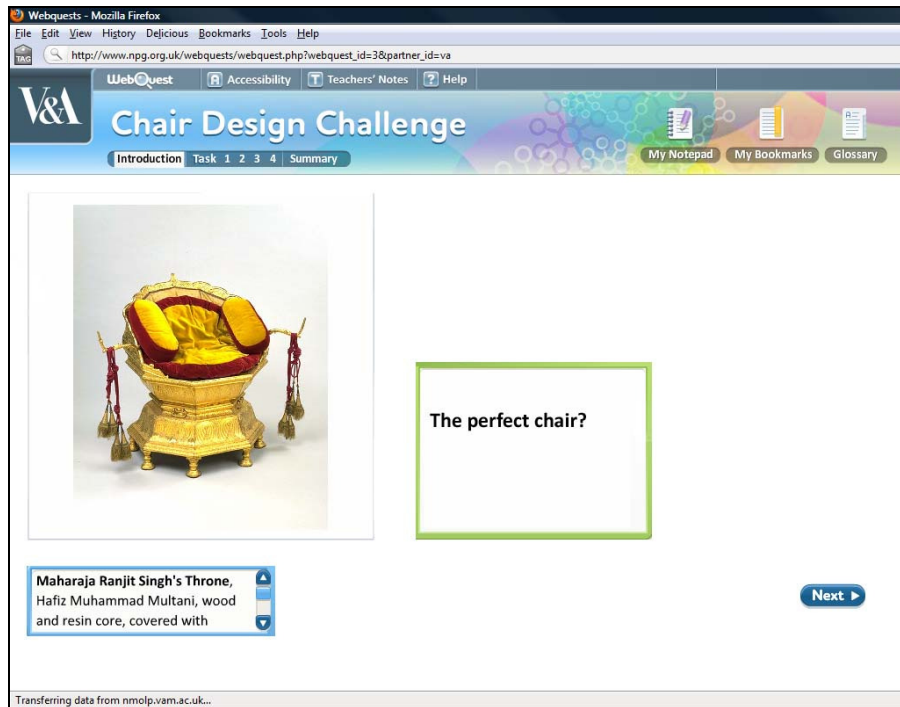 Webquests - Mozilla Firefox
File Edit View History Delicious Bookmarks Tools Help
TAG http://www.npg.org.uk/webquests/webquest.php?webquest_id=3&partner_id=va
V&A
WebQuest A Accessibility T Teachers' Notes ? Help
Chair Design Challenge
Introduction Task 1 2 3 4 Summary
My Notepad My Bookmarks Glossary
The perfect chair?
Maharaja Ranjit Singh's Throne,
Hafiz Muhammad Multani, wood
and resin core, covered with
Next
Transferring data from nmolp.vam.ac.uk...